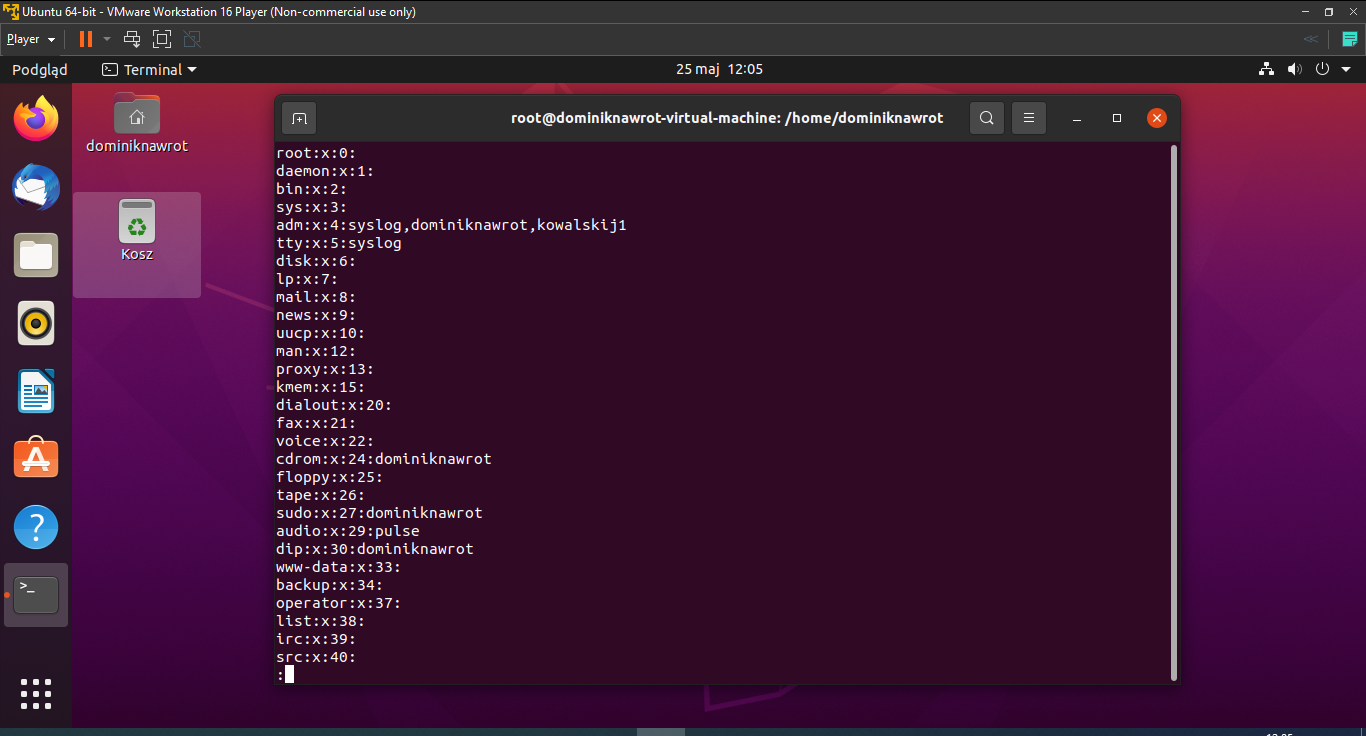 Ubuntu 64-bit - VMware Workstation 16 Player (Non-commercial use only)
Player
Podgląd
Terminal
25 maj 12:05
dominiknawrot
Kosz
root@dominiknawrot-virtual-machine: /home/dominiknawrot
root:x:0:
daemon:x:1:
bin:x:2:
sys:x:3:
adm:x:4:syslog,dominiknawrot,kowalskij1
tty:x:5:syslog
disk:x:6:
lp:x:7:
mail:x:8:
news:x:9:
uucp:x:10:
man:x:12:
proxy:x:13:
kmem:x:15:
dialout:x:20:
fax:x:21:
voice:x:22:
cdrom:x:24:dominiknawrot
floppy:x:25:
tape:x:26:
sudo:x:27:dominiknawrot
audio:x:29:pulse
dip:x:30:dominiknawrot
www-data:x:33:
backup:x:34:
operator:x:37:
list:x:38:
irc:x:39:
src:x:40:
: